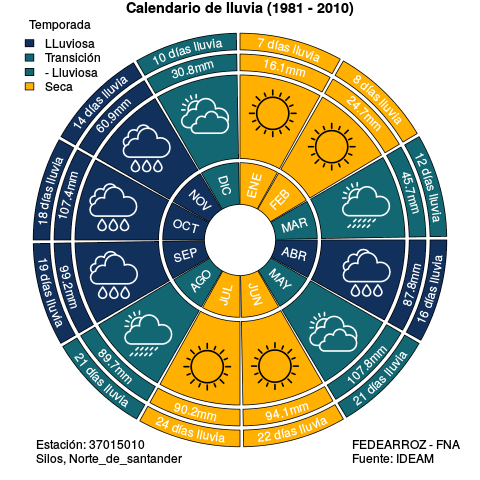 Calendario de lluvia (1981 - 2010)
Temporada
LLuviosa
Transición
- Lluviosa
Seca
7 días lluvia
16.1mm
ENE
8 días lluvia
24.7mm
FEB
12 días lluvia
45.7mm
MAR
16 días lluvia
87.8mm
ABR
21 días lluvia
107.8mm
MAY
22 días lluvia
94.1mm
JUN
24 días lluvia
90.2mm
JUL
21 días lluvia
89.7mm
AGO
19 días lluvia
99.2mm
SEP
18 días lluvia
107.4mm
OCT
14 días lluvia
60.9mm
NOV
10 días lluvia
30.8mm
DIC
Estación: 37015010
Silos, Norte_de_santander
FEDEARROZ - FNA
Fuente: IDEAM